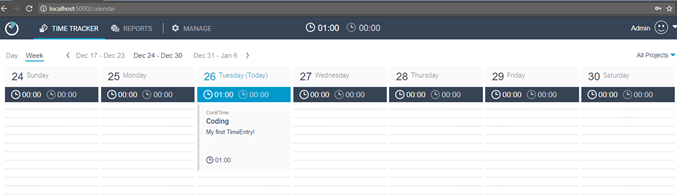 localhost:5000/calendar
TIME TRACKER REPORTS MANAGE 01:00 00:00 Admin
Day Week Dec 17 - Dec 23 Dec 24 - Dec 30 Dec 31 - Jan 6 All Projects
24 Sunday 25 Monday 26 Tuesday (Today) 27 Wednesday 28 Thursday 29 Friday 30 Saturday
00:00 00:00 00:00 00:00 01:00 00:00 00:00 00:00 00:00 00:00 00:00 00:00 00:00 00:00
CoralTime
Coding
My first TimeEntry!
01:00